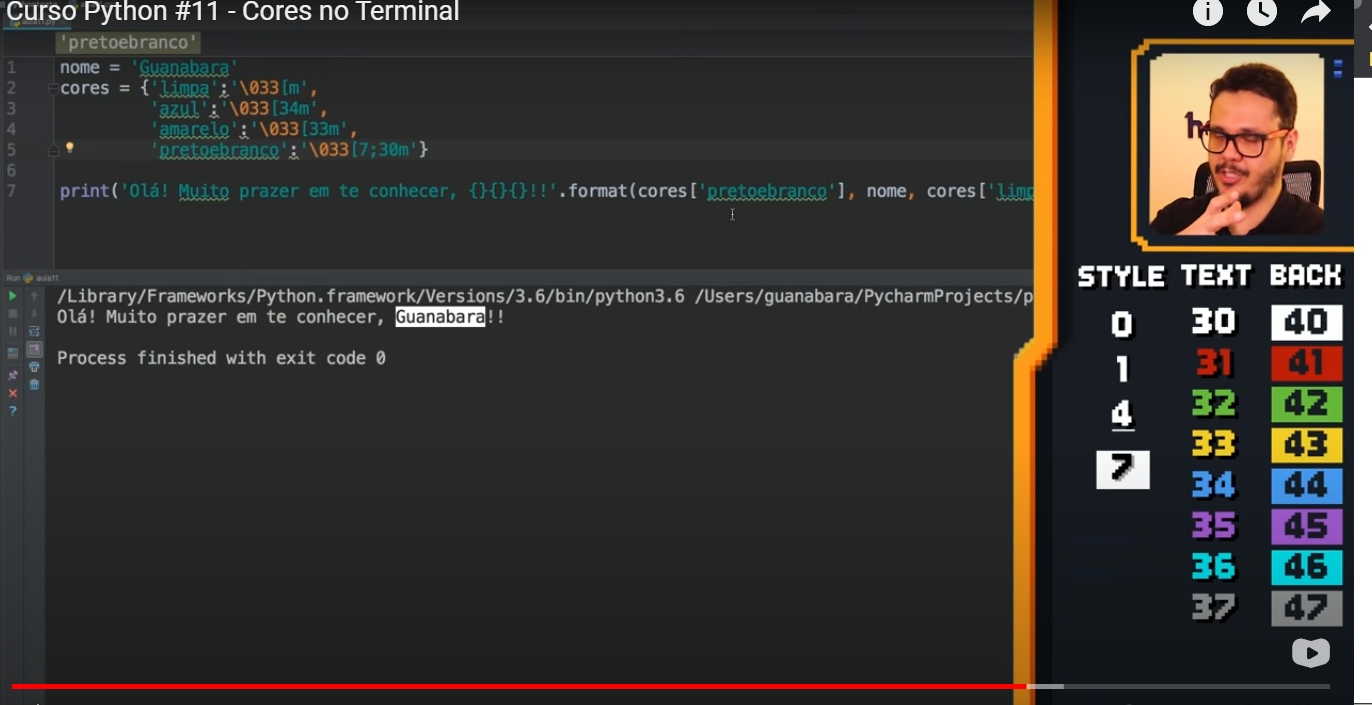 Curso Python #11 - Cores no Terminal
'pretoebranco'
1 nome = 'Guanabara'
2 cores = {'limpa':'\033[m',
3 'azul':'\033[34m',
4 'amarelo':'\033[33m',
5 'pretoebranco':'\033[7;30m'}
6
7 print('Olá! Muito prazer em te conhecer, {}{}{}!!'.format(cores['pretoebranco'], nome, cores['limp
Run aula11
/Library/Frameworks/Python.framework/Versions/3.6/bin/python3.6 /Users/guanabara/PycharmProjects/p
Olá! Muito prazer em te conhecer, Guanabara!!
Process finished with exit code 0
STYLE TEXT BACK
0 30 40
1 31 41
4 32 42
7 33 43
34 44
35 45
36 46
37 47